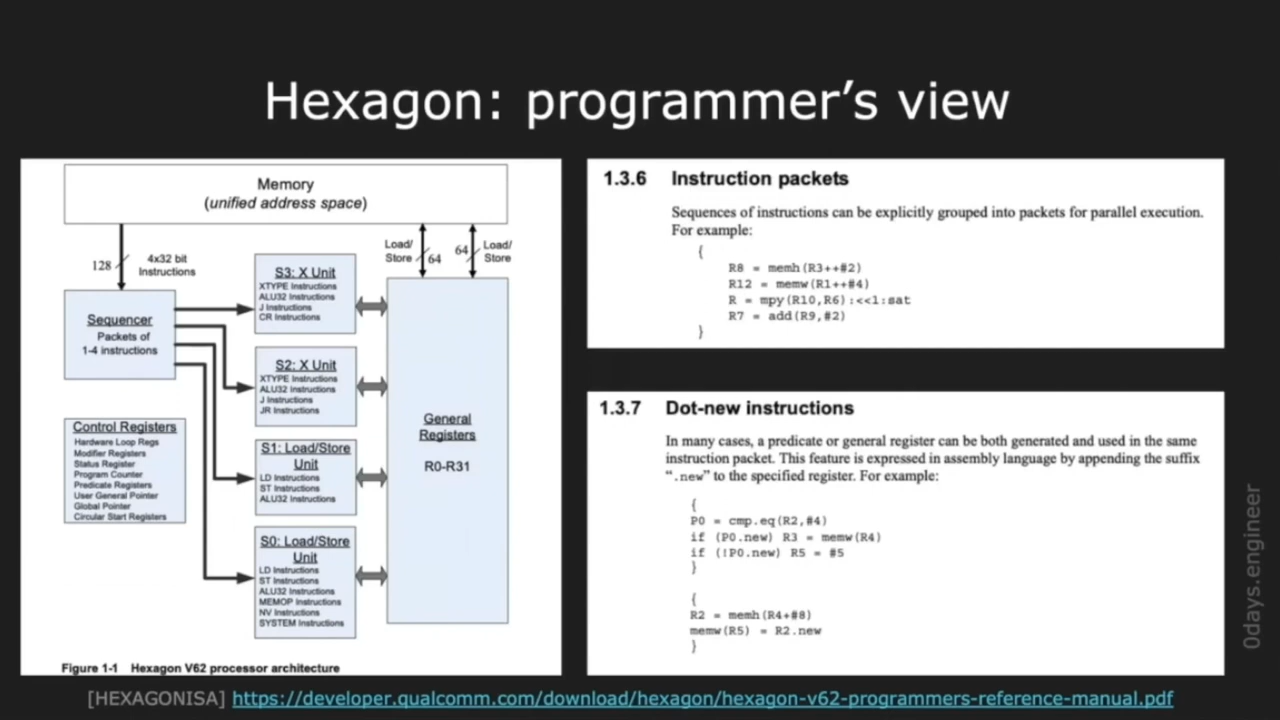 Hexagon: programmer's view
Memory
(unified address space)
128
4x32 bit
Instructions
Load/
Store
64
64
Load/
Store
Sequencer
Packets of
1-4 instructions
S3: X Unit
XTYPE Instructions
ALU32 Instructions
J Instructions
CR Instructions
S2: X Unit
XTYPE Instructions
ALU32 Instructions
J Instructions
JR Instructions
Control Registers
Hardware Loop Regs
Modifier Registers
Status Register
Program Counter
Predicate Registers
User General Pointer
Global Pointer
Circular Start Registers
S1: Load/Store
Unit
LD Instructions
ST Instructions
ALU32 Instructions
S0: Load/Store
Unit
LD Instructions
ST Instructions
ALU32 Instructions
MEMOP Instructions
NV Instructions
SYSTEM Instructions
General
Registers
R0-R31
Figure 1-1 Hexagon V62 processor architecture
1.3.6 Instruction packets
Sequences of instructions can be explicitly grouped into packets for parallel execution.
For example:
{
R8 = memh(R3++#2)
R12 = memw(R1++#4)
R = mpy(R10,R6):<<1:sat
R7 = add(R9,#2)
}
1.3.7 Dot-new instructions
In many cases, a predicate or general register can be both generated and used in the same
instruction packet. This feature is expressed in assembly language by appending the suffix
“.new” to the specified register. For example:
{
P0 = cmp.eq(R2,#4)
if (P0.new) R3 = memw(R4)
if (!P0.new) R5 = #5
}
{
R2 = memh(R4+#8)
memw(R5) = R2.new
}
0days.engineer
[HEXAGONISA] https://developer.qualcomm.com/download/hexagon/hexagon-v62-programmers-reference-manual.pdf